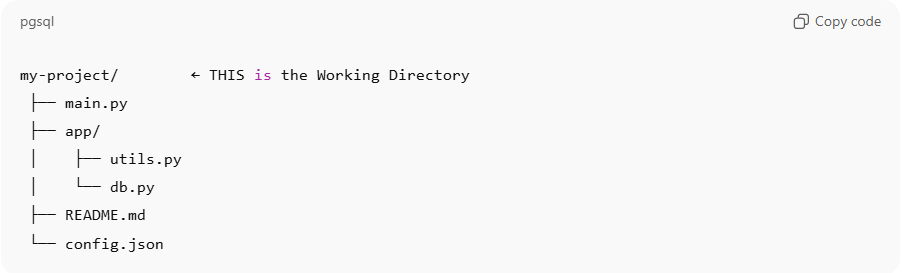 pgsql
Copy code
my-project/        ← THIS is the Working Directory
 ├── main.py
 ├── app/
 │    ├── utils.py
 │    └── db.py
 ├── README.md
 └── config.json